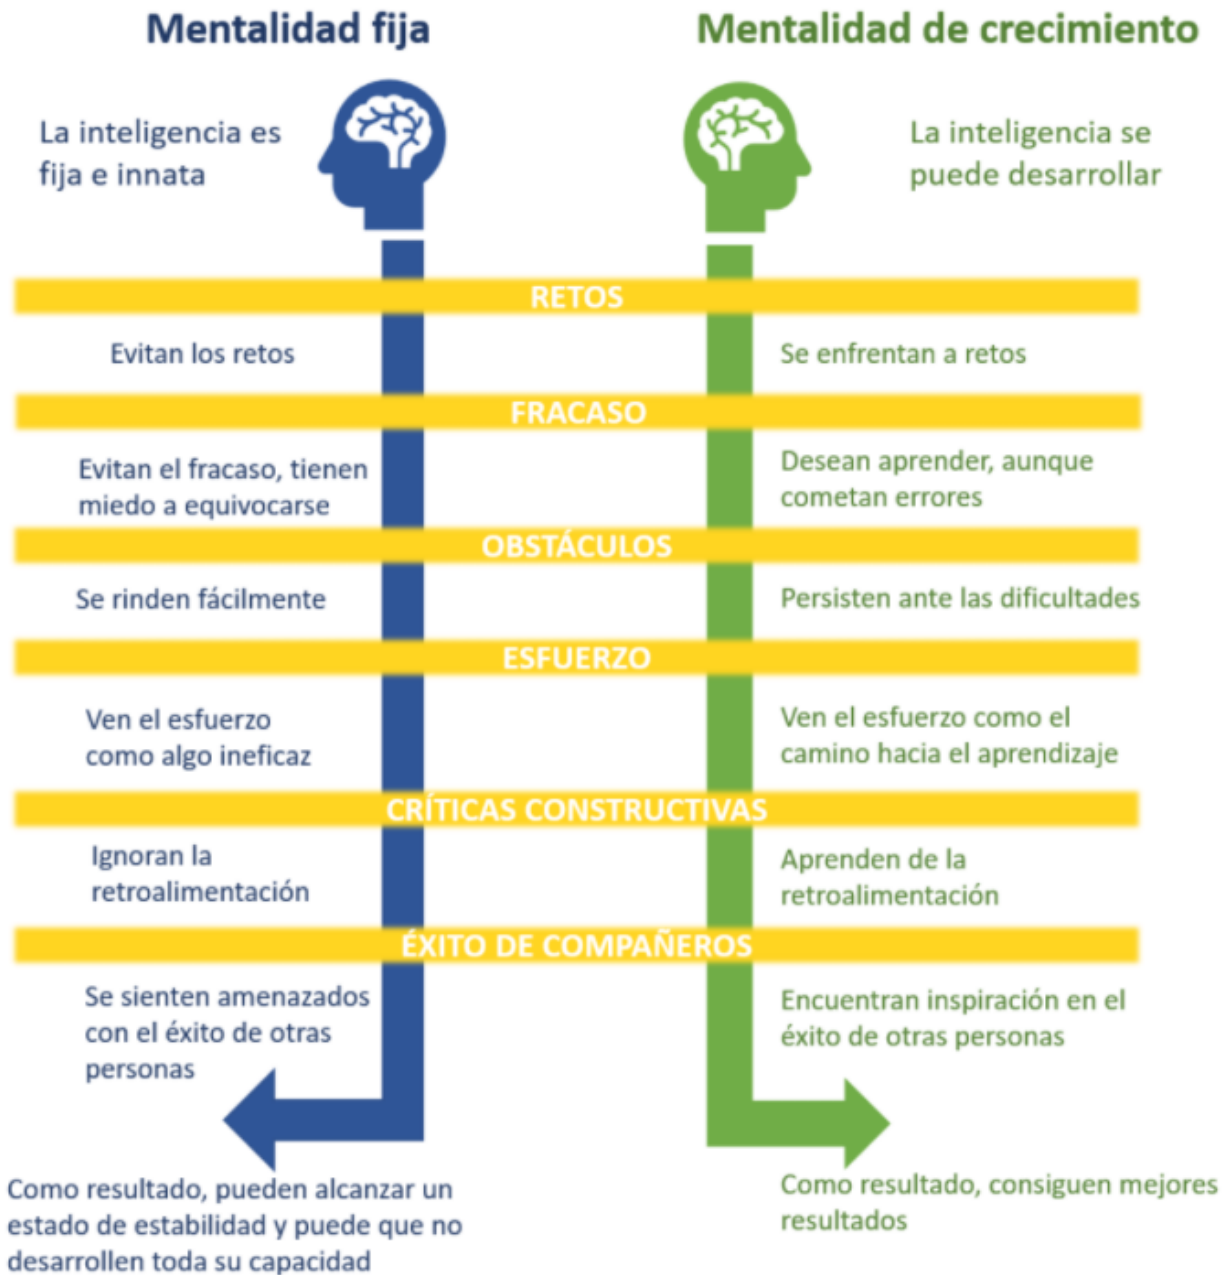 Mentalidad fija
Mentalidad de crecimiento
La inteligencia es
fija e innata
La inteligencia se
puede desarrollar
RETOS
Evitan los retos
Se enfrentan a retos
FRACASO
Evitan el fracaso, tienen
miedo a equivocarse
Desean aprender, aunque
cometan errores
OBSTÁCULOS
Se rinden fácilmente
Persisten ante las dificultades
ESFUERZO
Ven el esfuerzo
como algo ineficaz
Ven el esfuerzo como el
camino hacia el aprendizaje
CRÍTICAS CONSTRUCTIVAS
Ignoran la
retroalimentación
Aprenden de la
retroalimentación
ÉXITO DE COMPAÑEROS
Se sienten amenazados
con el éxito de otras
personas
Encuentran inspiración en el
éxito de otras personas
Como resultado, pueden alcanzar un
estado de estabilidad y puede que no
desarrollen toda su capacidad
Como resultado, consiguen mejores
resultados